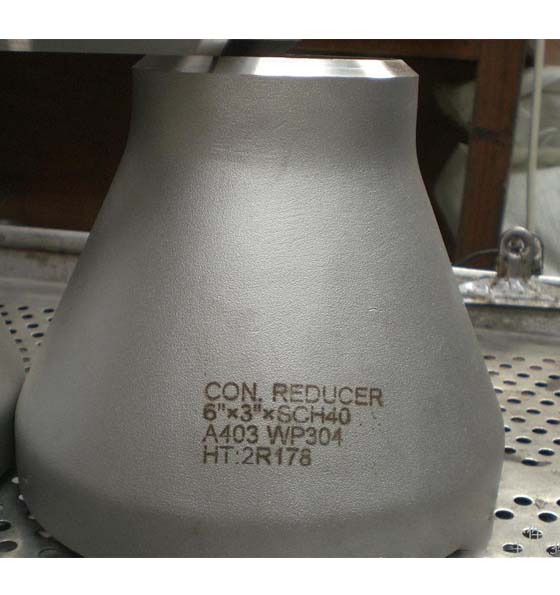 CON. REDUCER
6"×3"×SCH40
A403 WP304
HT:2R178